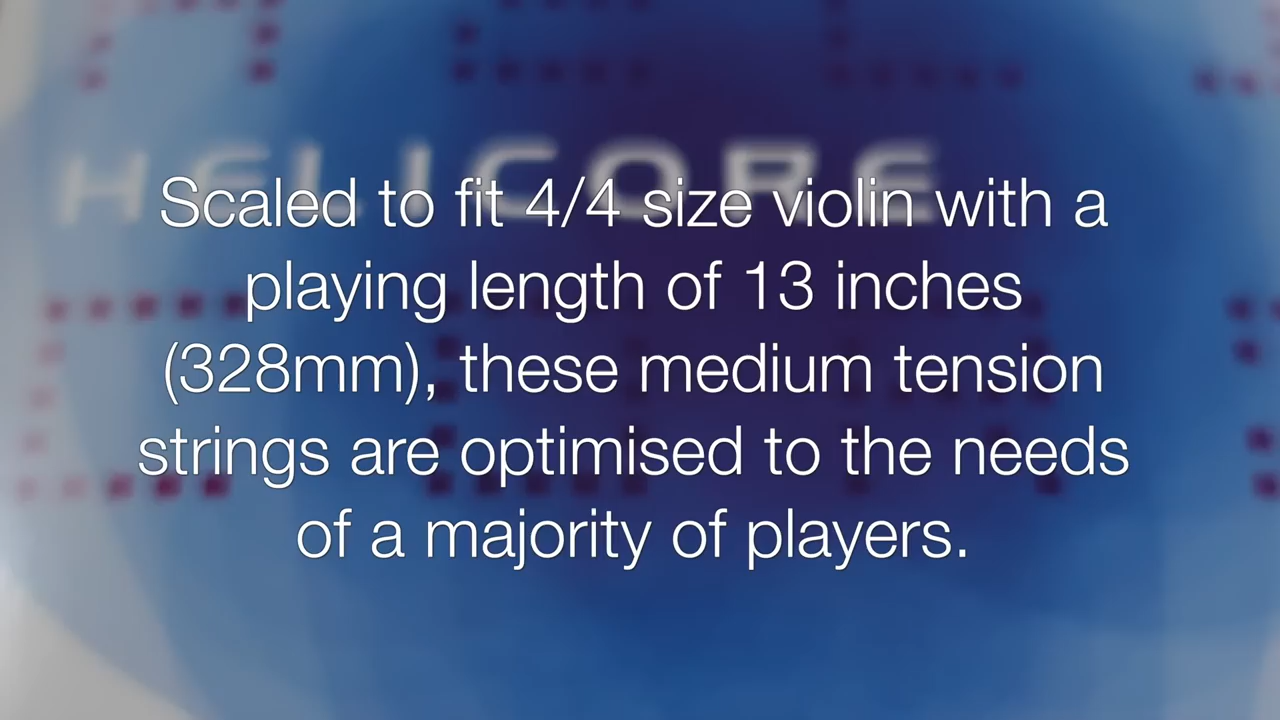 HELICORE
Scaled to fit 4/4 size violin with a
playing length of 13 inches
(328mm), these medium tension
strings are optimised to the needs
of a majority of players.